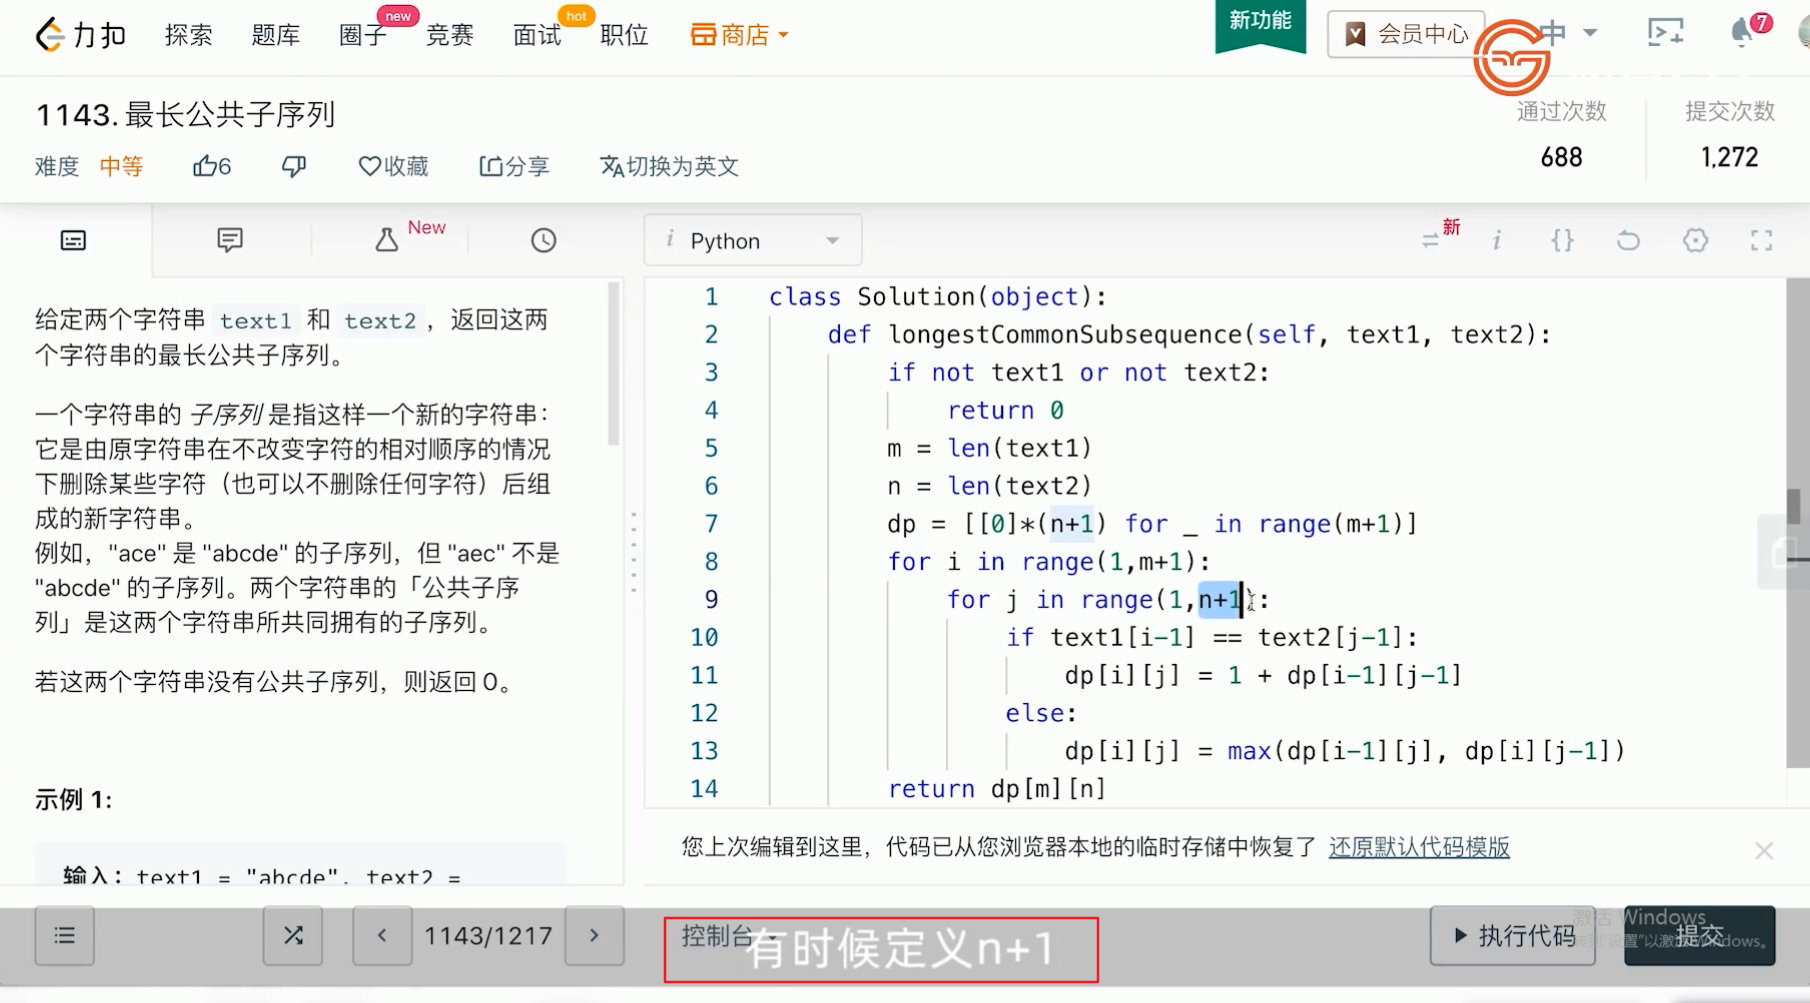 力扣 探索 题库 圈子 new 竞赛 面试 hot 职位 商店 新功能 会员中心 中 7
1143. 最长公共子序列
通过次数 提交次数
688 1,272
难度 中等 6 收藏 分享 切换为英文
New
给定两个字符串 text1 和 text2，返回这两
个字符串的最长公共子序列。
一个字符串的 子序列 是指这样一个新的字符串：
它是由原字符串在不改变字符的相对顺序的情况
下删除某些字符（也可以不删除任何字符）后组
成的新字符串。
例如，"ace" 是 "abcde" 的子序列，但 "aec" 不是
"abcde" 的子序列。两个字符串的「公共子序
列」是这两个字符串所共同拥有的子序列。
若这两个字符串没有公共子序列，则返回 0。
示例 1:
输入: text1 = "abcde", text2 =
i Python 新 i {}
1 class Solution(object):
2 def longestCommonSubsequence(self, text1, text2):
3 if not text1 or not text2:
4 return 0
5 m = len(text1)
6 n = len(text2)
7 dp = [[0]*(n+1) for _ in range(m+1)]
8 for i in range(1,m+1):
9 for j in range(1,n+1):
10 if text1[i-1] == text2[j-1]:
11 dp[i][j] = 1 + dp[i-1][j-1]
12 else:
13 dp[i][j] = max(dp[i-1][j], dp[i][j-1])
14 return dp[m][n]
您上次编辑到这里，代码已从您浏览器本地的临时存储中恢复了 还原默认代码模版
1143/1217 控制台 执行代码 提交
有时候定义n+1
激活 Windows
转到"设置"以激活 Windows。